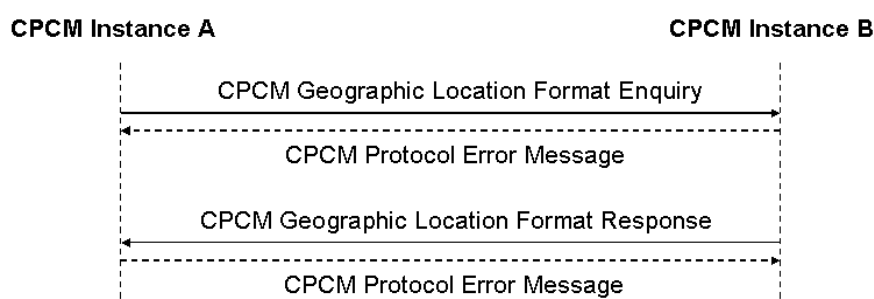 CPCM Instance A
CPCM Instance B
CPCM Geographic Location Format Enquiry
CPCM Protocol Error Message
CPCM Geographic Location Format Response
CPCM Protocol Error Message